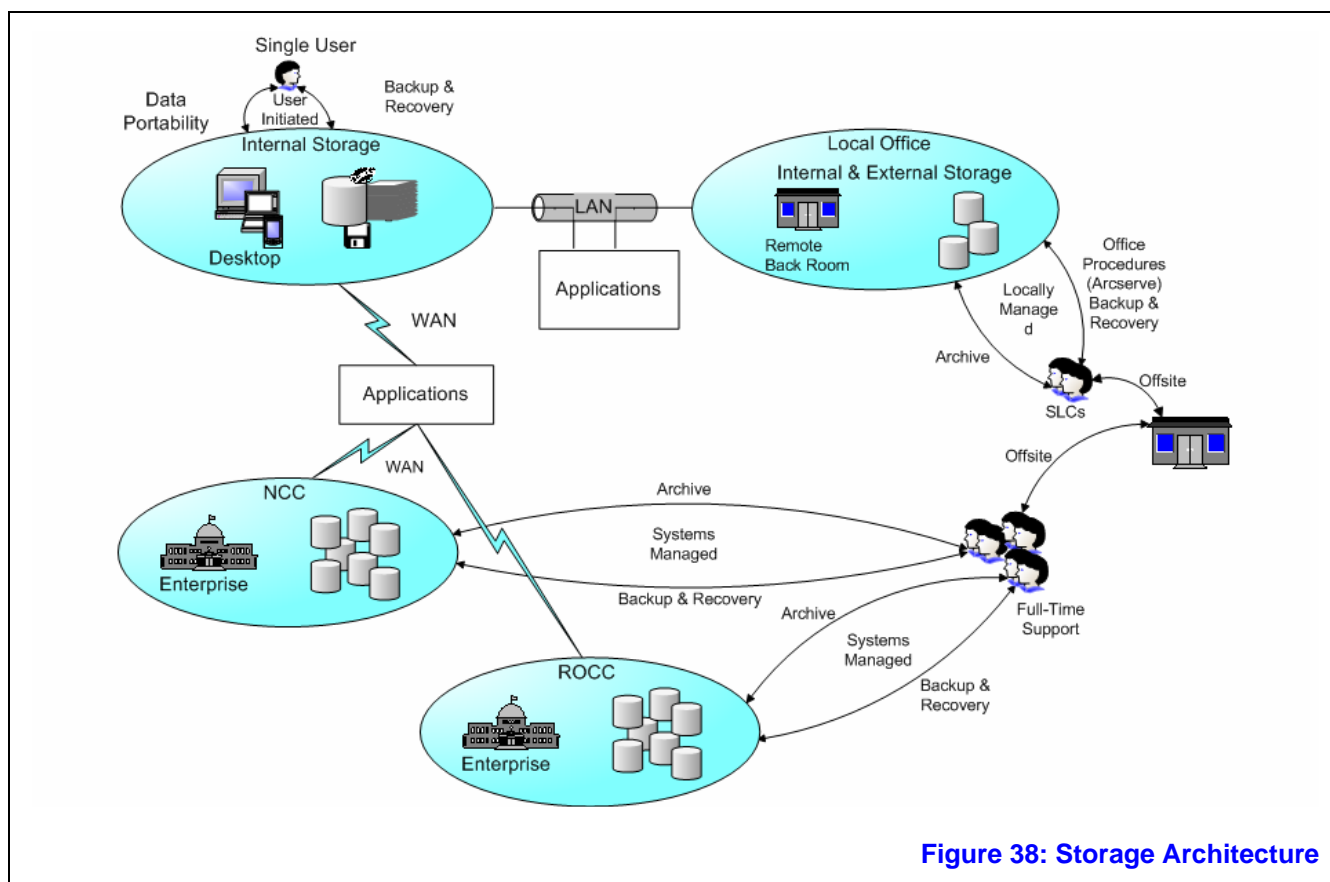 Single User
Data
Portability
User
Initiated
Backup &
Recovery
Internal Storage
Desktop
LAN
Applications
Local Office
Internal & External Storage
Remote
Back Room
Office
Procedures
(Arcserve)
Backup &
Recovery
Locally
Manage
d
Archive
SLCs
Offsite
WAN
Applications
WAN
Offsite
NCC
Enterprise
Archive
Systems
Managed
Backup & Recovery
Full-Time
Support
Archive
Systems
Managed
Backup &
Recovery
ROCC
Enterprise
Figure 38: Storage Architecture